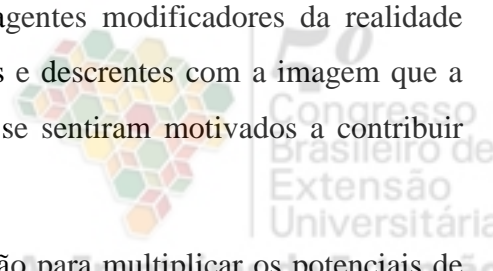 agentes modificadores da realidade
s e descrentes com a imagem que a
se sentiram motivados a contribuir
ão para multiplicar os potenciais de
5º
Congresso
Brasileiro de
Extensão
Universitária